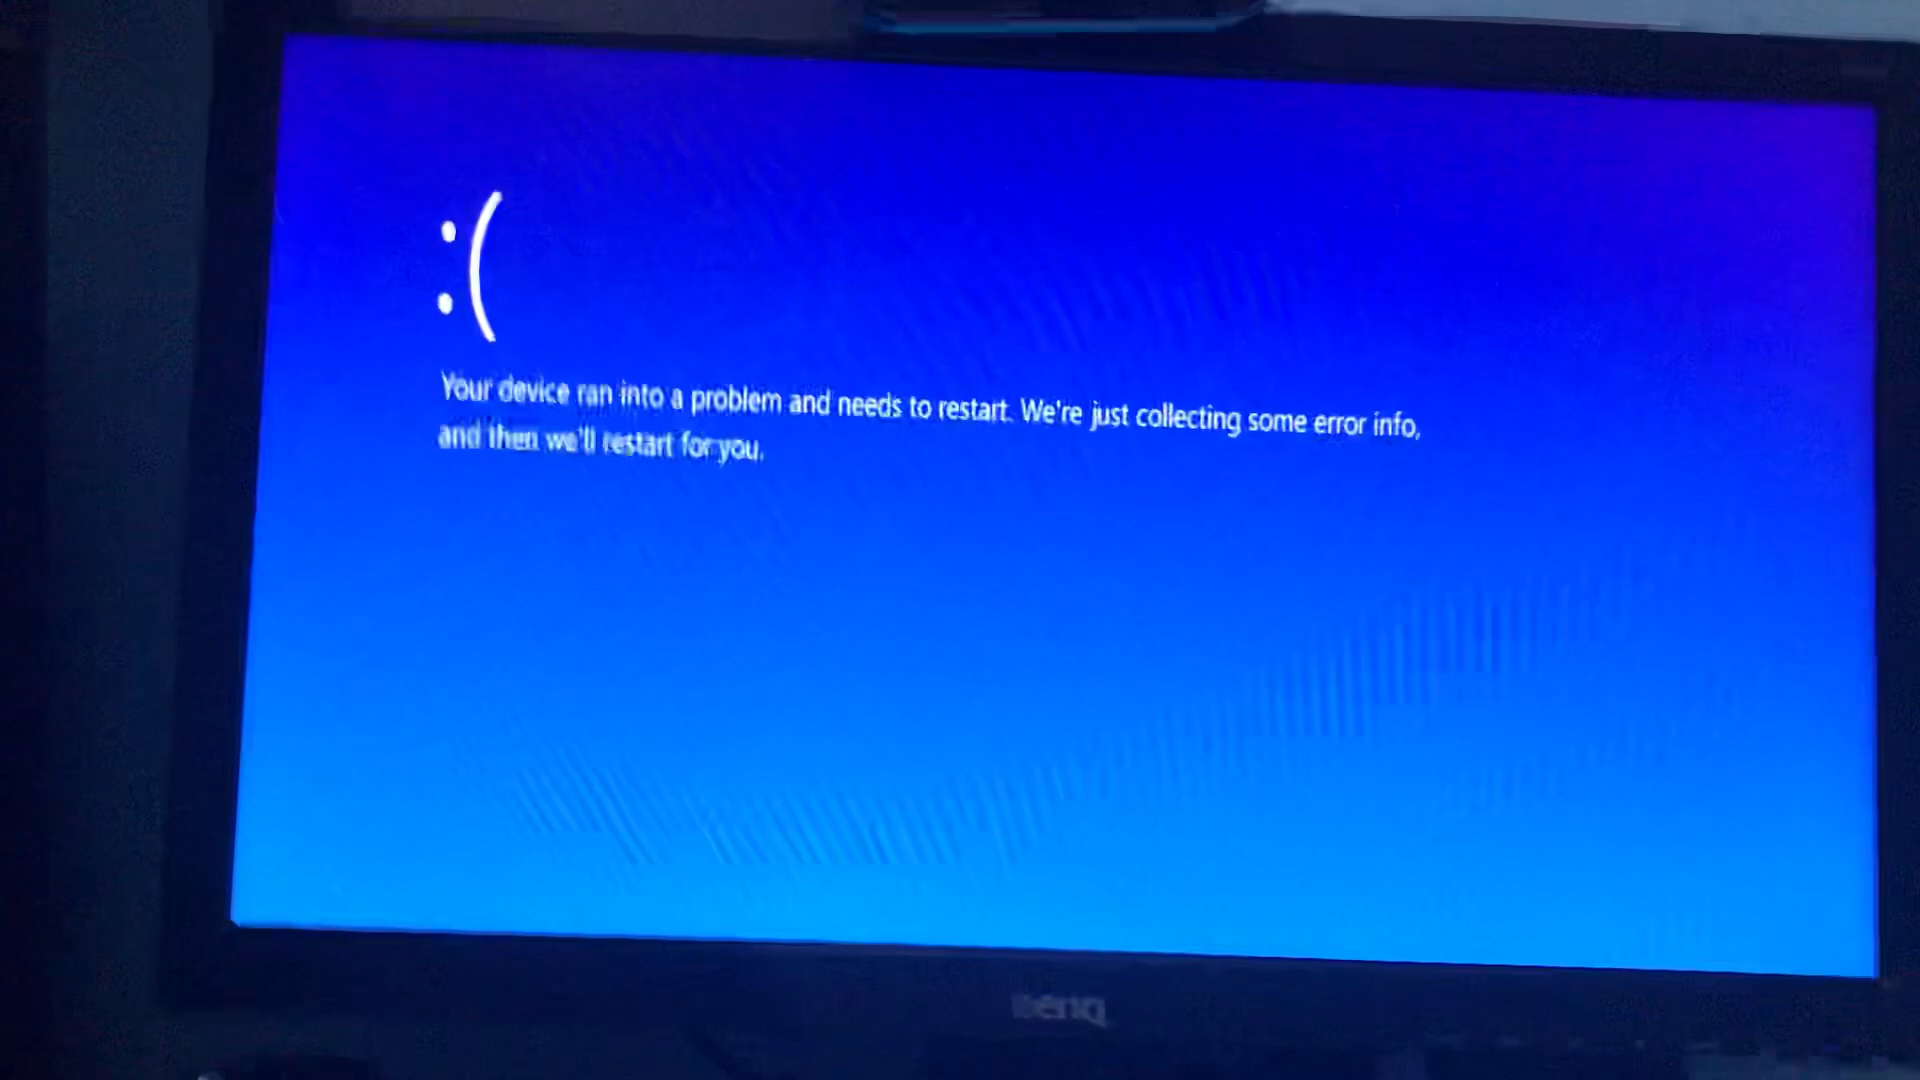 :(
Your device ran into a problem and needs to restart. We're just collecting some error info,
and then we'll restart for you.
BenQ